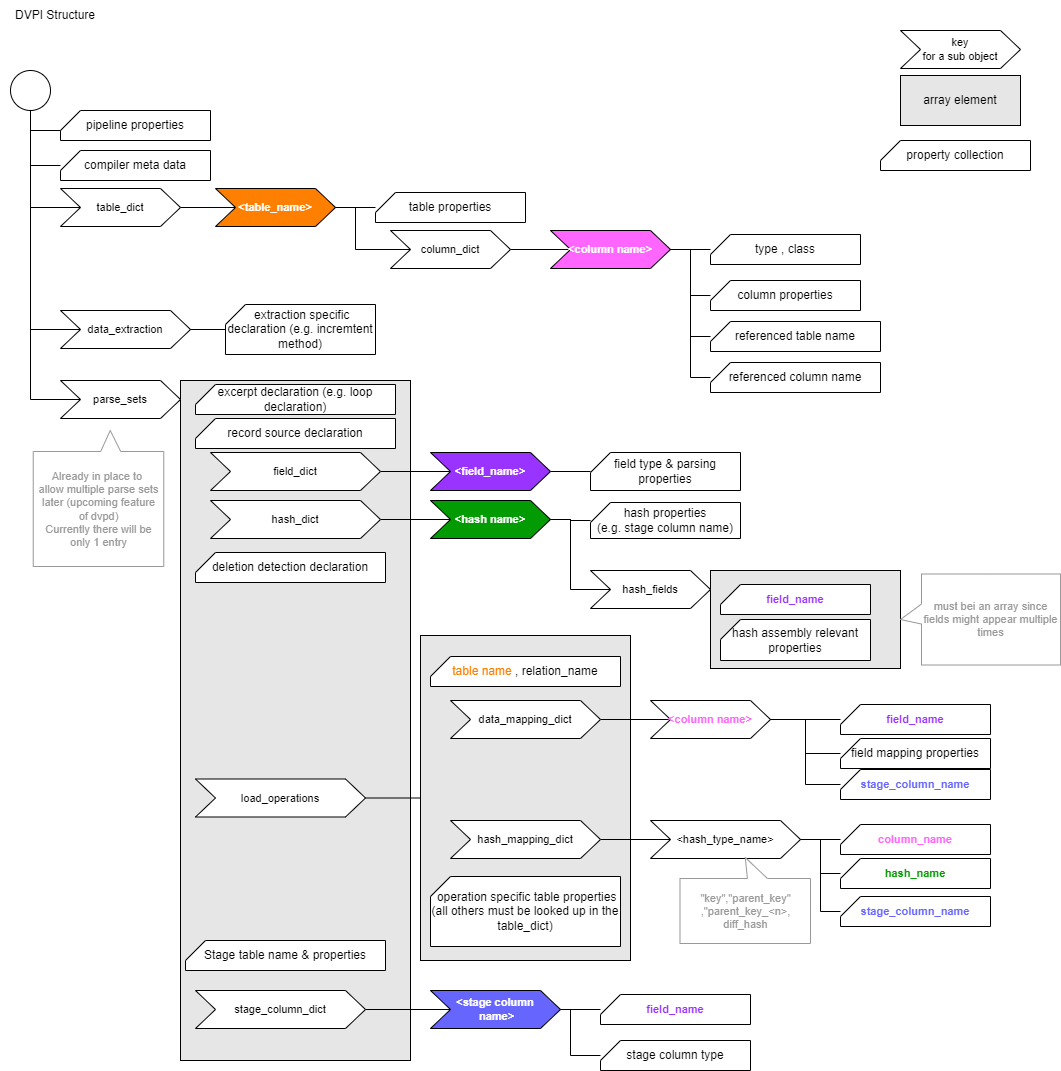 DVPI Structure
key
for a sub object
array element
property collection
pipeline properties
compiler meta data
table_dict
<table_name>
table properties
column_dict
<column name>
type , class
column properties
referenced table name
referenced column name
data_extraction
extraction specific
declaration (e.g. incremtent
method)
parse_sets
excerpt declaration (e.g. loop
declaration)
record source declaration
Already in place to
allow multiple parse sets
later (upcoming feature
of dvpd)
Currently there will be
only 1 entry
field_dict
<field_name>
field type & parsing
properties
hash_dict
<hash name>
hash properties
(e.g. stage column name)
deletion detection declaration
hash_fields
field_name
hash assembly relevant
properties
must bei an array since
fields might appear multiple
times
table name , relation_name
data_mapping_dict
<column name>
field_name
field mapping properties
stage_column_name
load_operations
hash_mapping_dict
<hash_type_name>
column_name
hash_name
stage_column_name
"key","parent_key"
,"parent_key_<n>,
diff_hash
operation specific table properties
(all others must be looked up in the
table_dict)
Stage table name & properties
stage_column_dict
<stage column
name>
field_name
stage column type